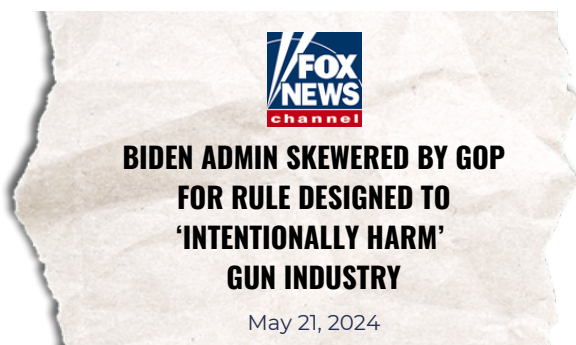 FOX
NEWS
channel
BIDEN ADMIN SKEWERED BY GOP
FOR RULE DESIGNED TO
‘INTENTIONALLY HARM’
GUN INDUSTRY
May 21, 2024